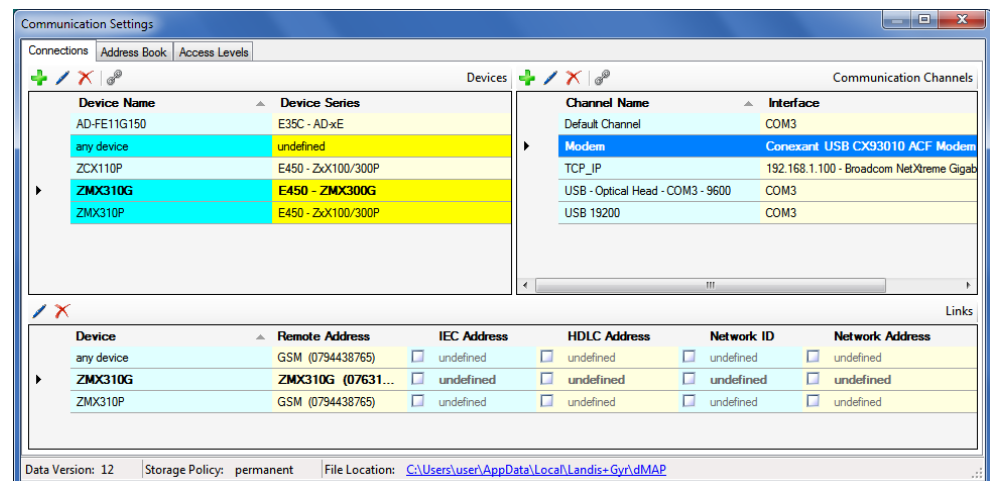 Communication Settings
Connections Address Book Access Levels
Devices
Device Name Device Series
AD-FE11G150 E35C - AD-xE
any device undefined
ZCX110P E450 - ZxX100/300P
ZMX310G E450 - ZMX300G
ZMX310P E450 - ZxX100/300P
Communication Channels
Channel Name Interface
Default Channel COM3
Modem Conexant USB CX93010 ACF Modem
TCP_IP 192.168.1.100 - Broadcom NetXtreme Gigab
USB - Optical Head - COM3 - 9600 COM3
USB 19200 COM3
Links
Device Remote Address IEC Address HDLC Address Network ID Network Address
any device GSM (0794438765) undefined undefined undefined undefined
ZMX310G ZMX310G (07631... undefined undefined undefined undefined
ZMX310P GSM (0794438765) undefined undefined undefined undefined
Data Version: 12 Storage Policy: permanent File Location: C:\Users\user\AppData\Local\Landis+Gyr\dMAP